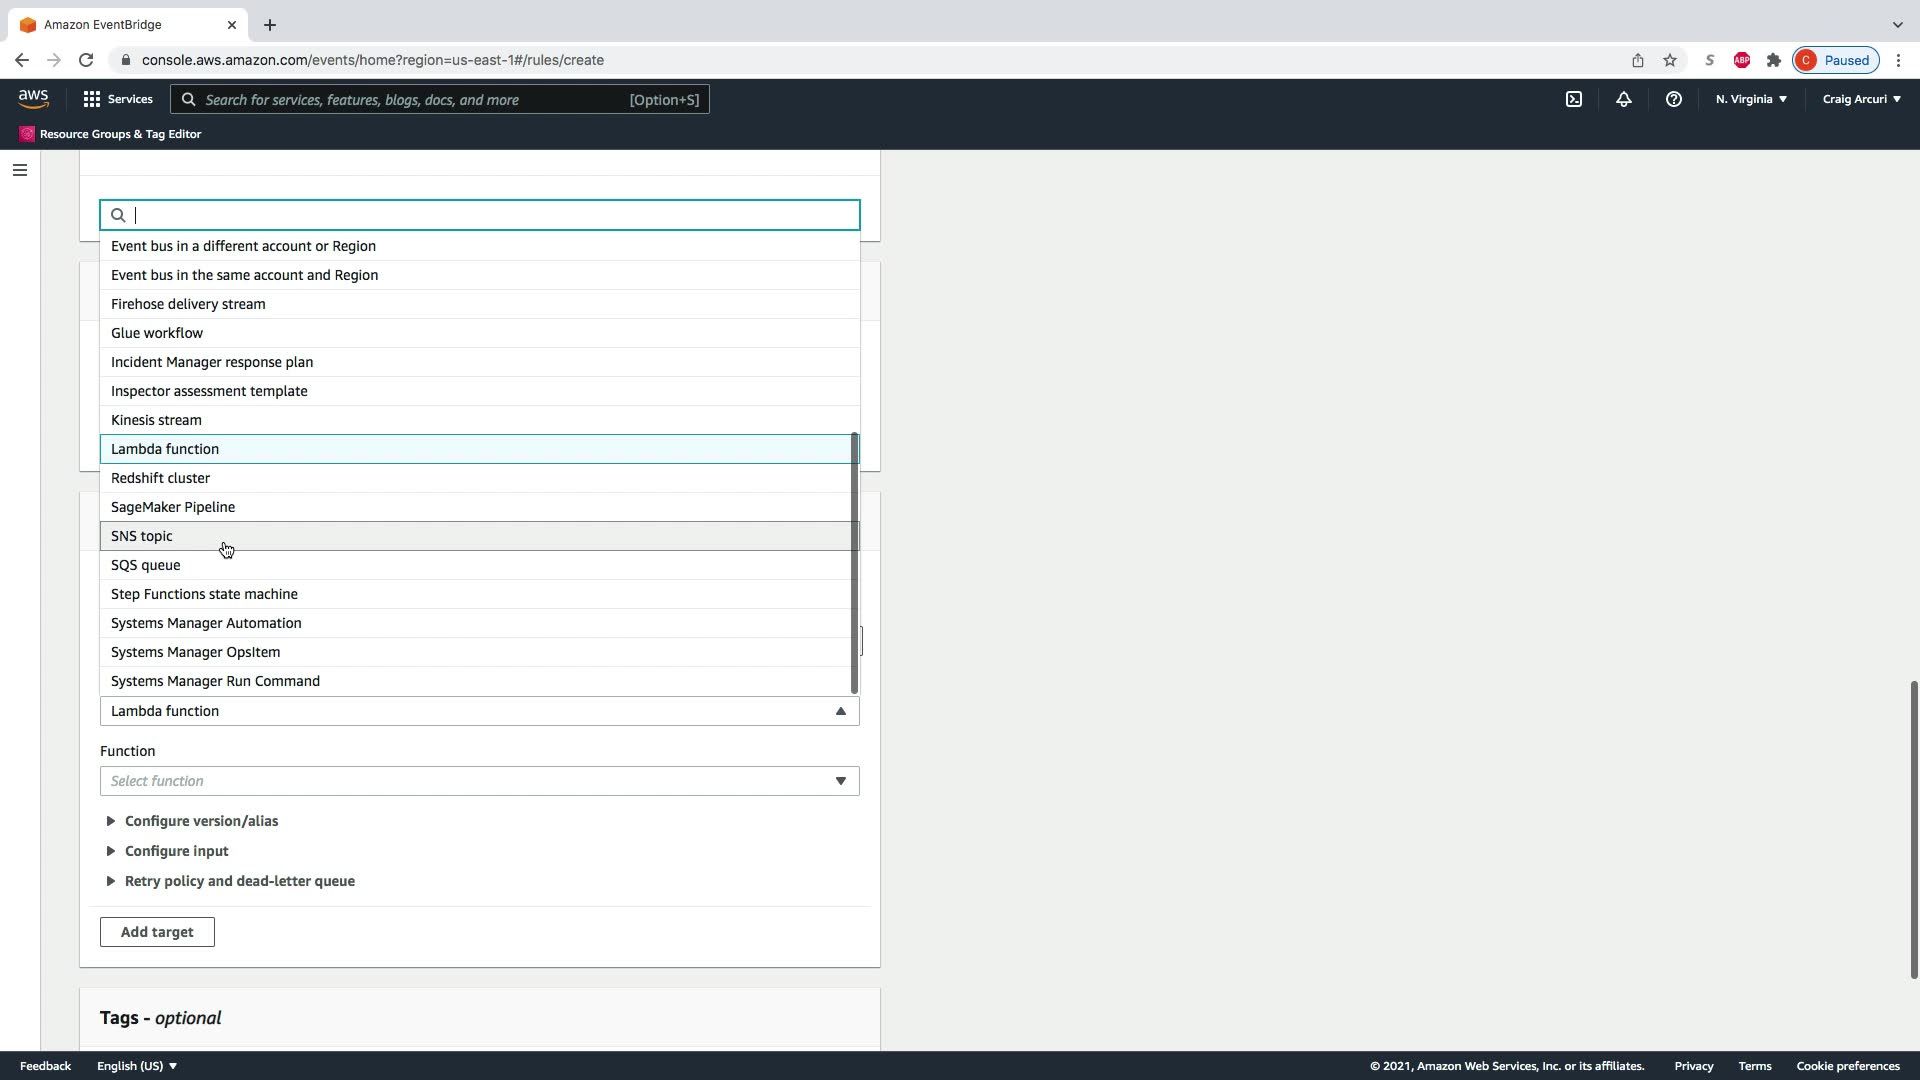 Amazon EventBridge
console.aws.amazon.com/events/home?region=us-east-1#/rules/create
S
ABP
C Paused
aws
Services
Search for services, features, blogs, docs, and more [Option+S]
N. Virginia
Craig Arcuri
Resource Groups & Tag Editor
Event bus in a different account or Region
Event bus in the same account and Region
Firehose delivery stream
Glue workflow
Incident Manager response plan
Inspector assessment template
Kinesis stream
Lambda function
Redshift cluster
SageMaker Pipeline
SNS topic
SQS queue
Step Functions state machine
Systems Manager Automation
Systems Manager OpsItem
Systems Manager Run Command
Lambda function
Function
Select function
Configure version/alias
Configure input
Retry policy and dead-letter queue
Add target
Tags - optional
Feedback English (US) © 2021, Amazon Web Services, Inc. or its affiliates. Privacy Terms Cookie preferences